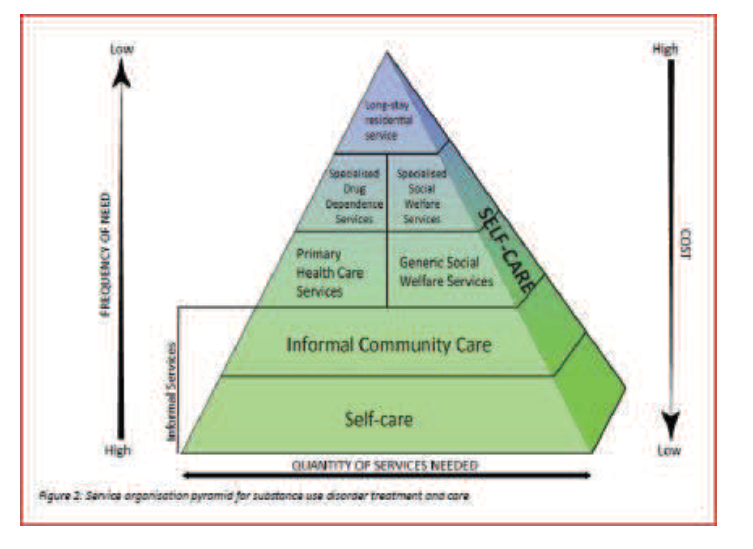 Low
High
Long-stay
residential
service
Specialised
Drug
Dependence
Services
Specialised
Social
Welfare
Services
SELF-CARE
FREQUENCY OF NEED
COST
Primary
Health Care
Services
Generic Social
Welfare Services
Informal Services
Informal Community Care
Self-care
High
Low
QUANTITY OF SERVICES NEEDED
Figure 2: Service organisation pyramid for substance use disorder treatment and care